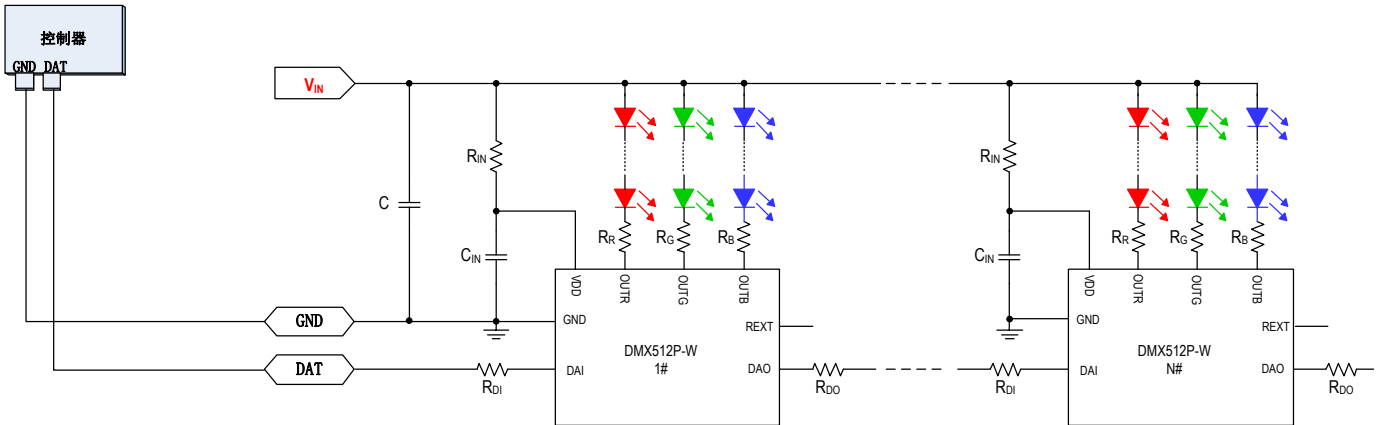 控制器
GND DAT
VIN
RIN
RIN
C
RR
RG
RB
RR
RG
RB
CIN
CIN
VDD
OUTR
OUTG
OUTB
VDD
OUTR
OUTG
OUTB
GND
GND
REXT
GND
REXT
DMX512P-W
1#
DMX512P-W
N#
DAT
DAI
DAO
DAI
DAO
RDI
RDO
RDI
RDO